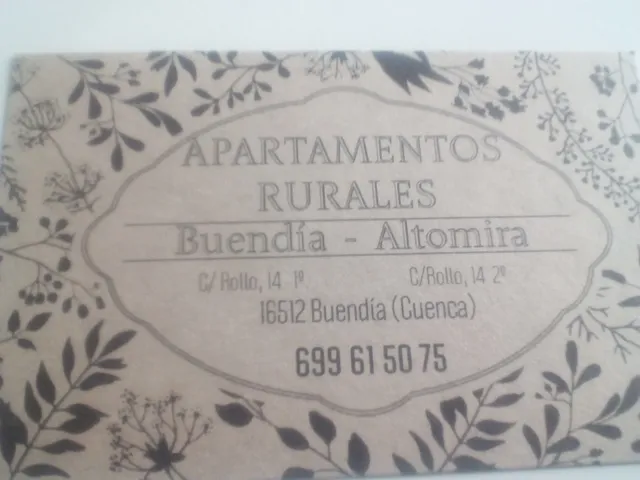 APARTAMENTOS
RURALES
Buendía - Altomira
C/ Rollo, 14 1º C/Rollo, 14 2º
16512 Buendía (Cuenca)
699 61 50 75